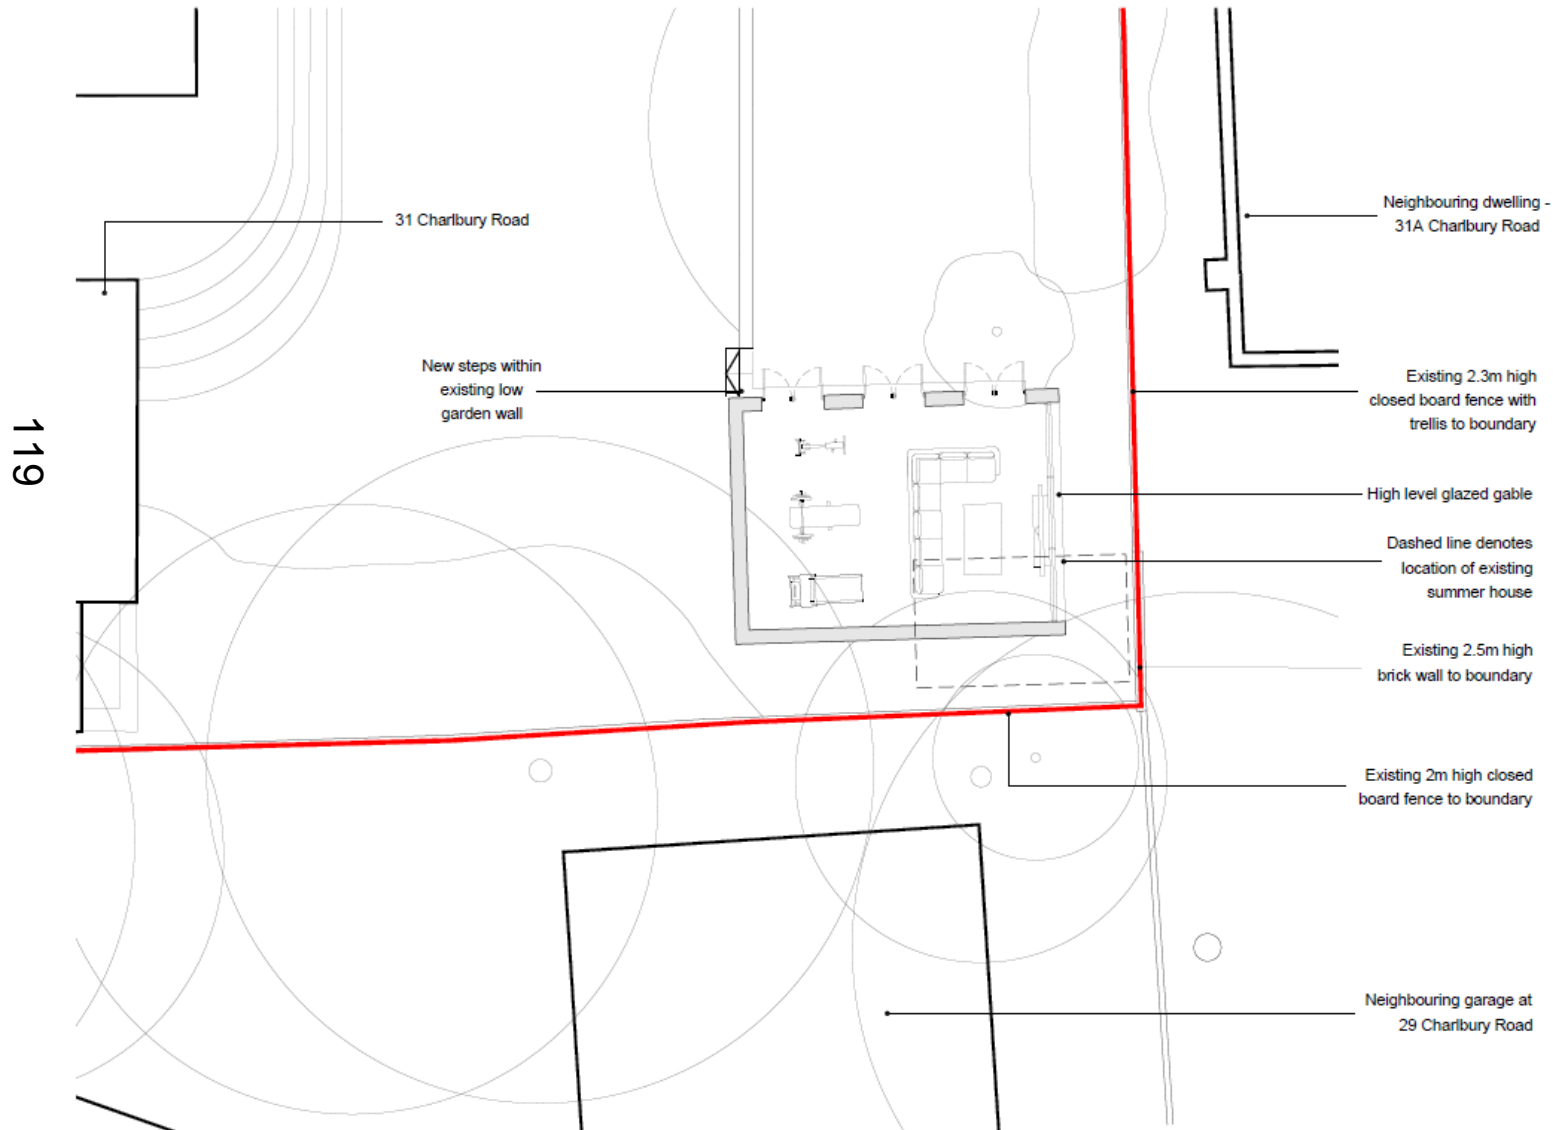 31 Charlbury Road
Neighbouring dwelling -
31A Charlbury Road
New steps within
existing low
garden wall
Existing 2.3m high
closed board fence with
trellis to boundary
119
High level glazed gable
Dashed line denotes
location of existing
summer house
Existing 2.5m high
brick wall to boundary
Existing 2m high closed
board fence to boundary
Neighbouring garage at
29 Charlbury Road